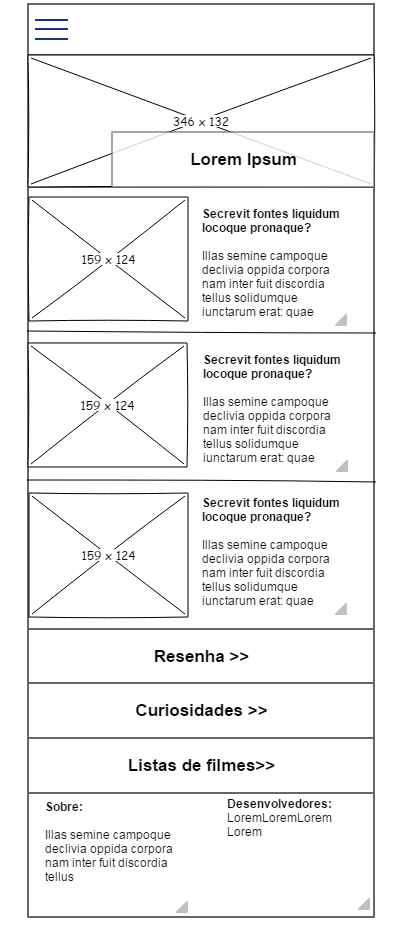 346 x 132
Lorem Ipsum
159 x 124
Secrevit fontes liquidum
locoque pronaque?
Illas semine campoque
declivia oppida corpora
nam inter fuit discordia
tellus solidumque
iunctarum erat: quae
159 x 124
Secrevit fontes liquidum
locoque pronaque?
Illas semine campoque
declivia oppida corpora
nam inter fuit discordia
tellus solidumque
iunctarum erat: quae
159 x 124
Secrevit fontes liquidum
locoque pronaque?
Illas semine campoque
declivia oppida corpora
nam inter fuit discordia
tellus solidumque
iunctarum erat: quae
Resenha >>
Curiosidades >>
Listas de filmes>>
Sobre:
Illas semine campoque
declivia oppida corpora
nam inter fuit discordia
tellus
Desenvolvedores:
LoremLoremLorem
Lorem